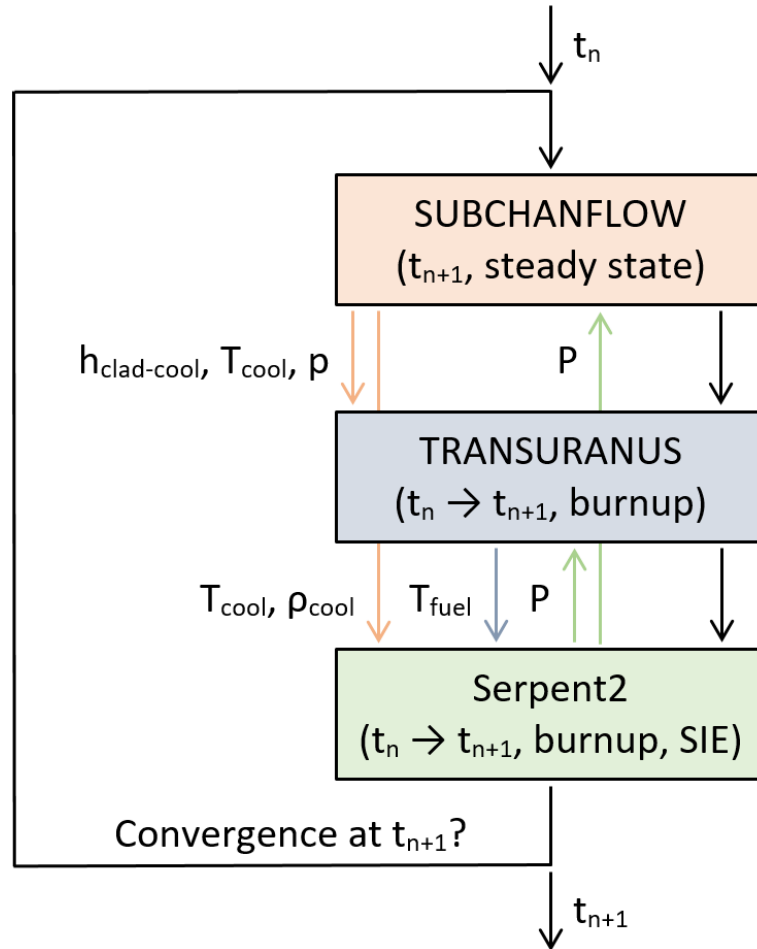 tₙ
SUBCHANFLOW
(tₙ₊₁, steady state)
h_clad-cool, T_cool, p
P
TRANSURANUS
(tₙ → tₙ₊₁, burnup)
T_cool, ρ_cool
T_fuel
P
Serpent2
(tₙ → tₙ₊₁, burnup, SIE)
Convergence at tₙ₊₁?
tₙ₊₁